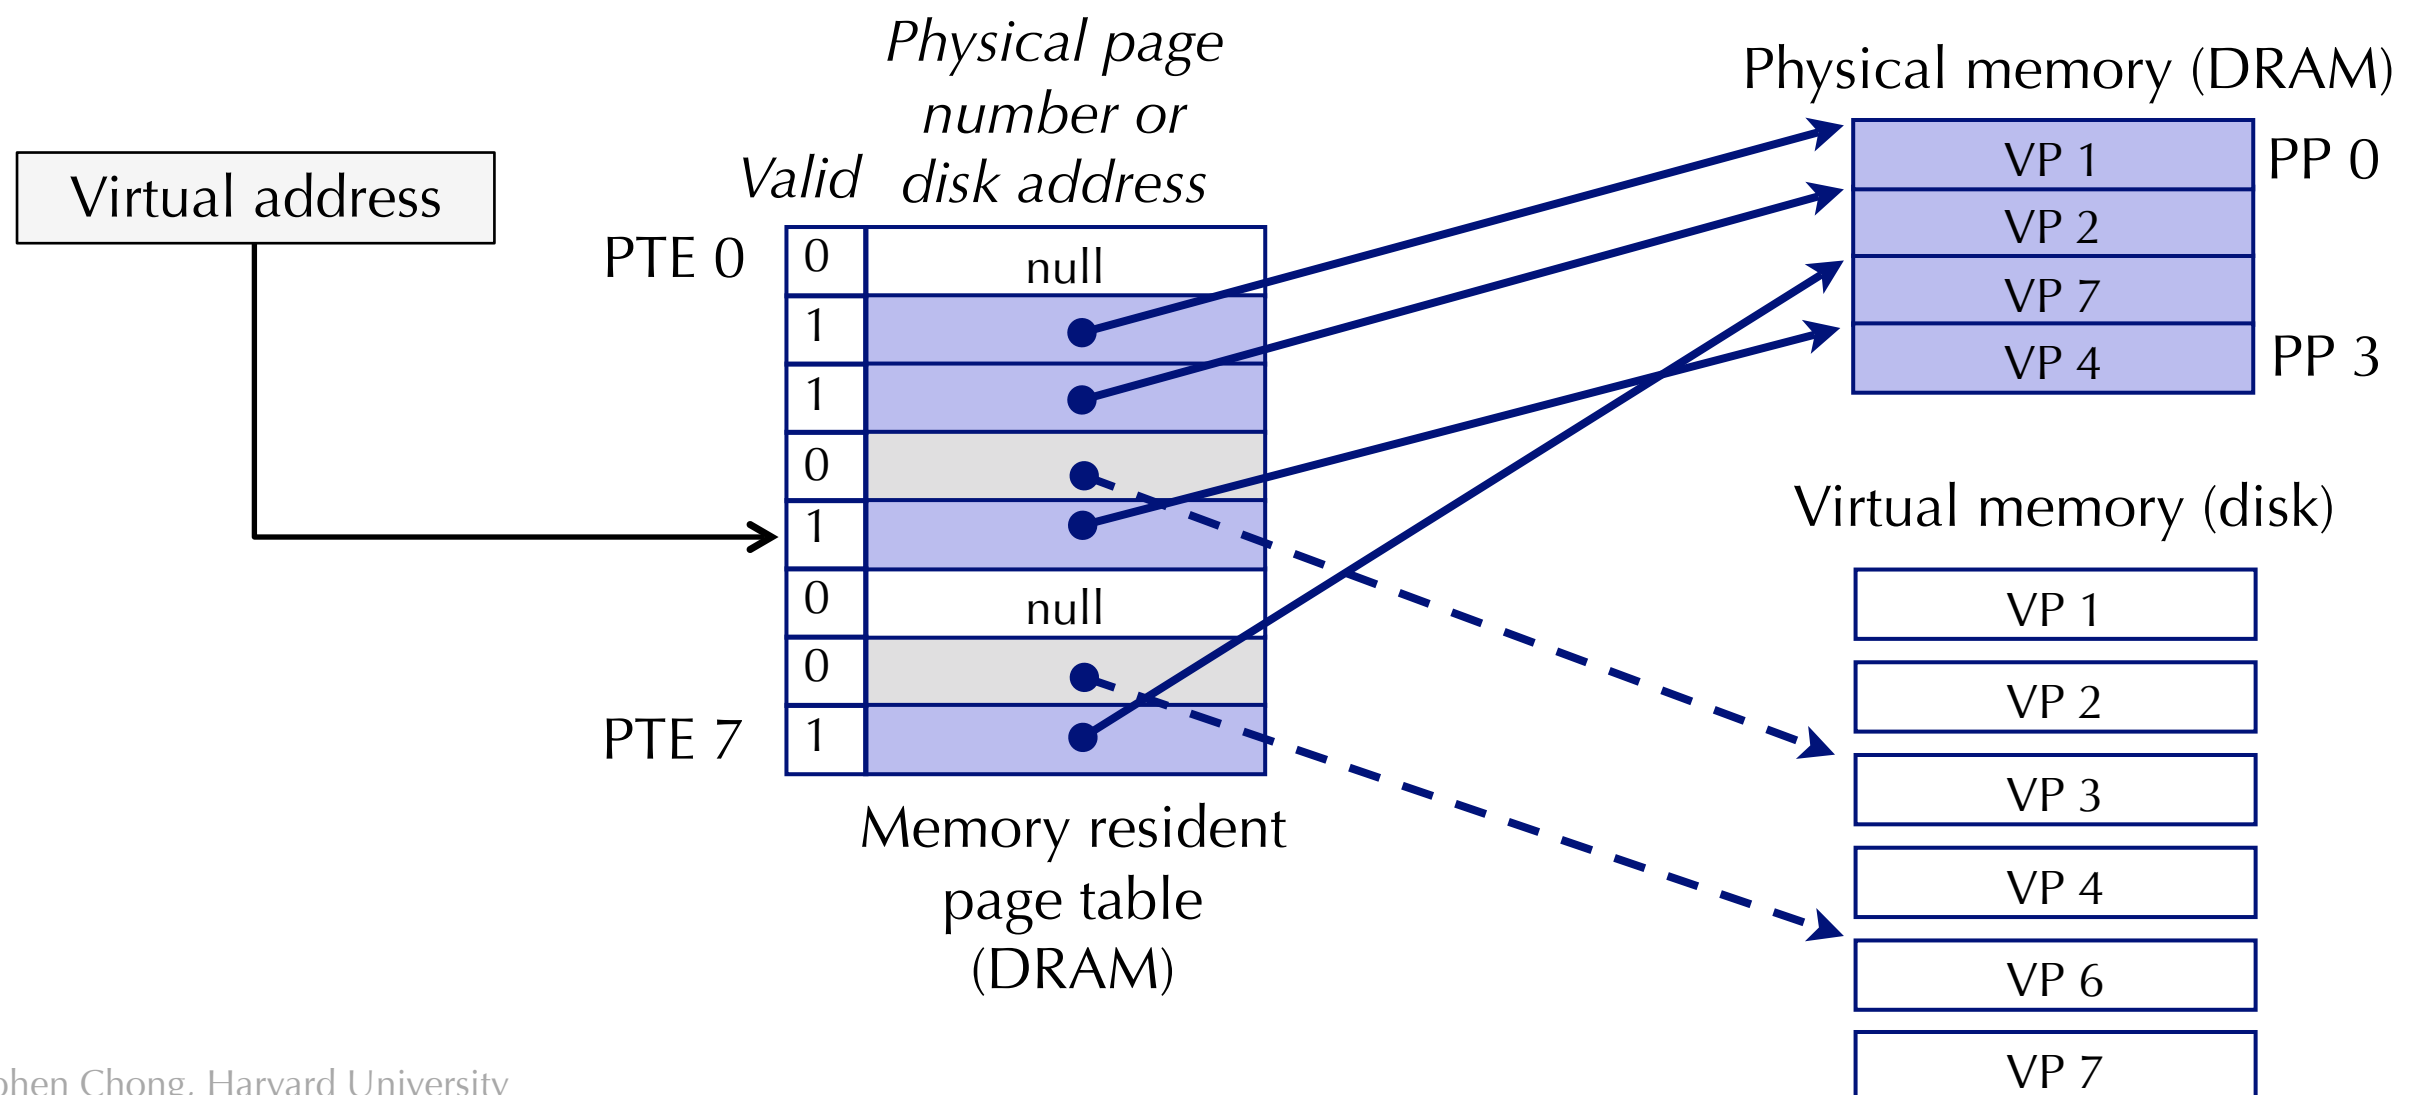 Physical page
number or
disk address
Valid
Physical memory (DRAM)
Virtual address
PTE 0
0
null
1
1
0
1
0
null
0
PTE 7
1
Memory resident
page table
(DRAM)
VP 1
PP 0
VP 2
VP 7
VP 4
PP 3
Virtual memory (disk)
VP 1
VP 2
VP 3
VP 4
VP 6
VP 7
phen Chong, Harvard University